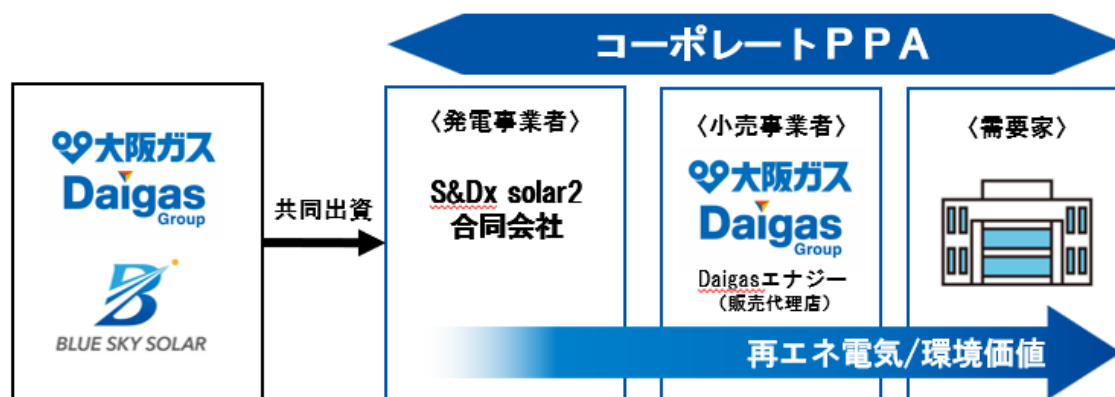 コーポレートPPA
大阪ガス
Daigas
Group
BLUE SKY SOLAR
共同出資
〈発電事業者〉
S&Dx solar2
合同会社
〈小売事業者〉
大阪ガス
Daigas
Group
Daigasエナジー
（販売代理店）
〈需要家〉
再エネ電気/環境価値